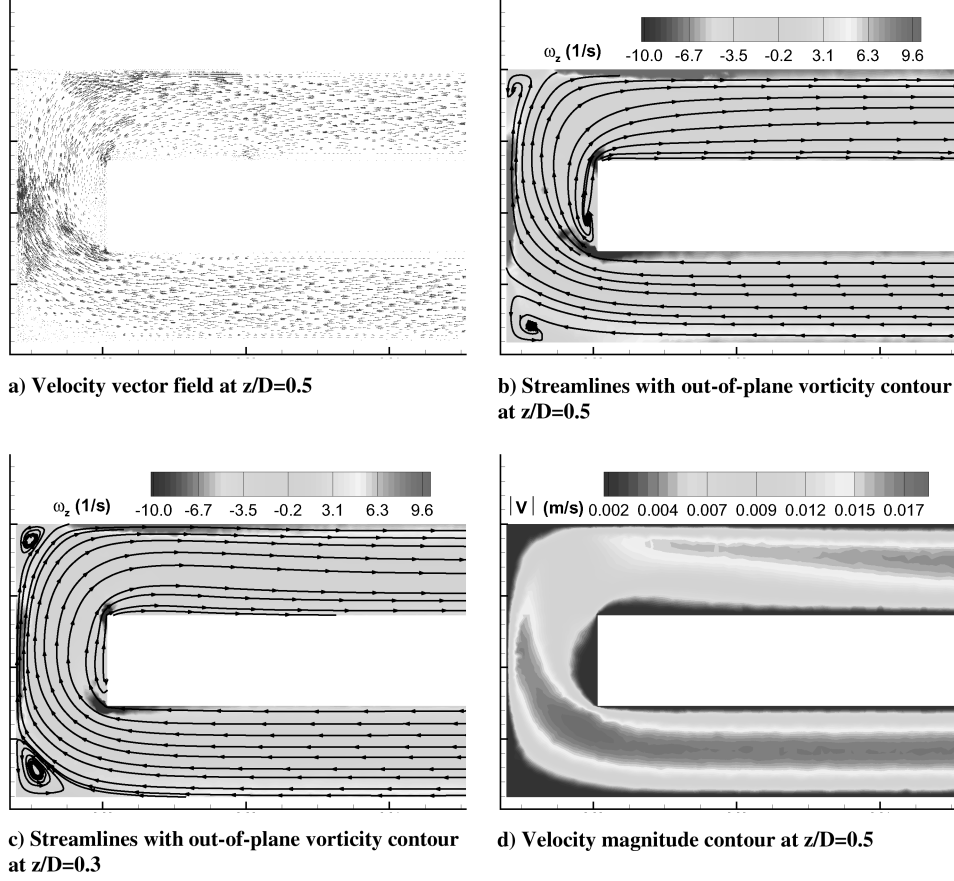 ωz (1/s)
-10.0 -6.7 -3.5 -0.2 3.1 6.3 9.6
a) Velocity vector field at z/D=0.5
b) Streamlines with out-of-plane vorticity contour
at z/D=0.5
ωz (1/s)
-10.0 -6.7 -3.5 -0.2 3.1 6.3 9.6
|V| (m/s) 0.002 0.004 0.007 0.009 0.012 0.015 0.017
c) Streamlines with out-of-plane vorticity contour
at z/D=0.3
d) Velocity magnitude contour at z/D=0.5